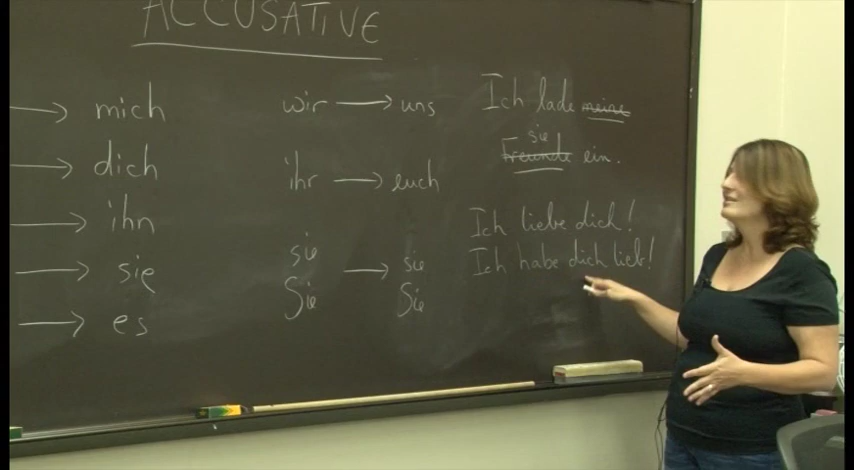 ACCUSATIVE
→ mich
→ dich
→ ihn
→ sie
→ es
wir → uns
ihr → euch
sie → sie
Sie Sie
Ich lade meine
sie
Freunde ein.
Ich liebe dich!
Ich habe dich lieb!